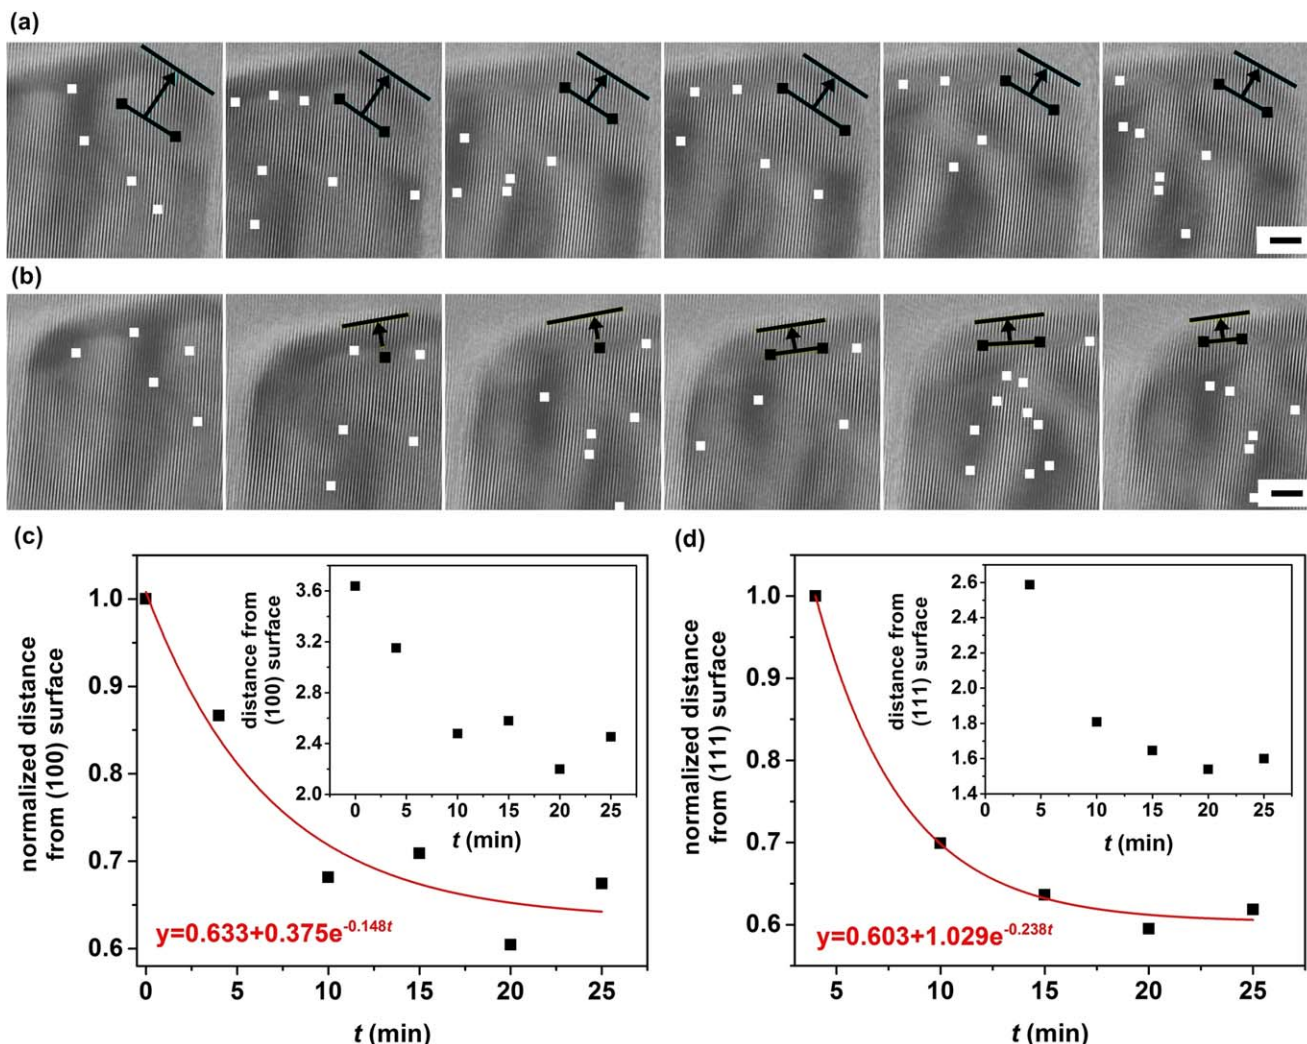 (a)
(b)
(c)
normalized distance
from (100) surface
1.0
0.9
0.8
0.7
0.6
0
5
10
15
20
25
t (min)
y=0.633+0.375e^-0.148t
distance from
(100) surface
3.6
3.2
2.8
2.4
2.0
0
5
10
15
20
25
t (min)
(d)
normalized distance
from (111) surface
1.0
0.9
0.8
0.7
0.6
5
10
15
20
25
t (min)
y=0.603+1.029e^-0.238t
distance from
(111) surface
2.6
2.4
2.2
2.0
1.8
1.6
1.4
0
5
10
15
20
25
t (min)